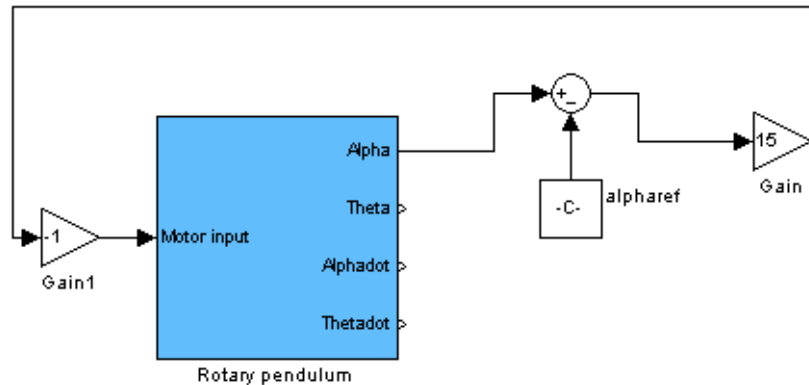 Alpha
+
-
15
Theta
-C-
alpharef
Gain
-1
Motor input
Gain1
Alphadot
Thetadot
Rotary pendulum